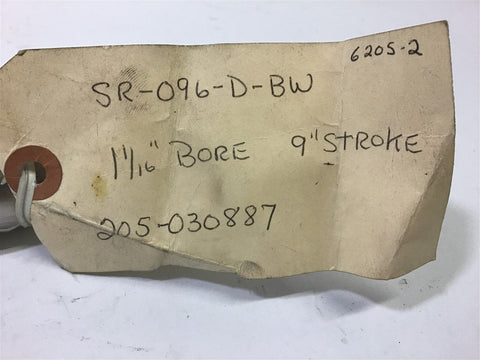 6205-2
SR-096-D-BW
1 1/16" BORE 9" STROKE
205-030887